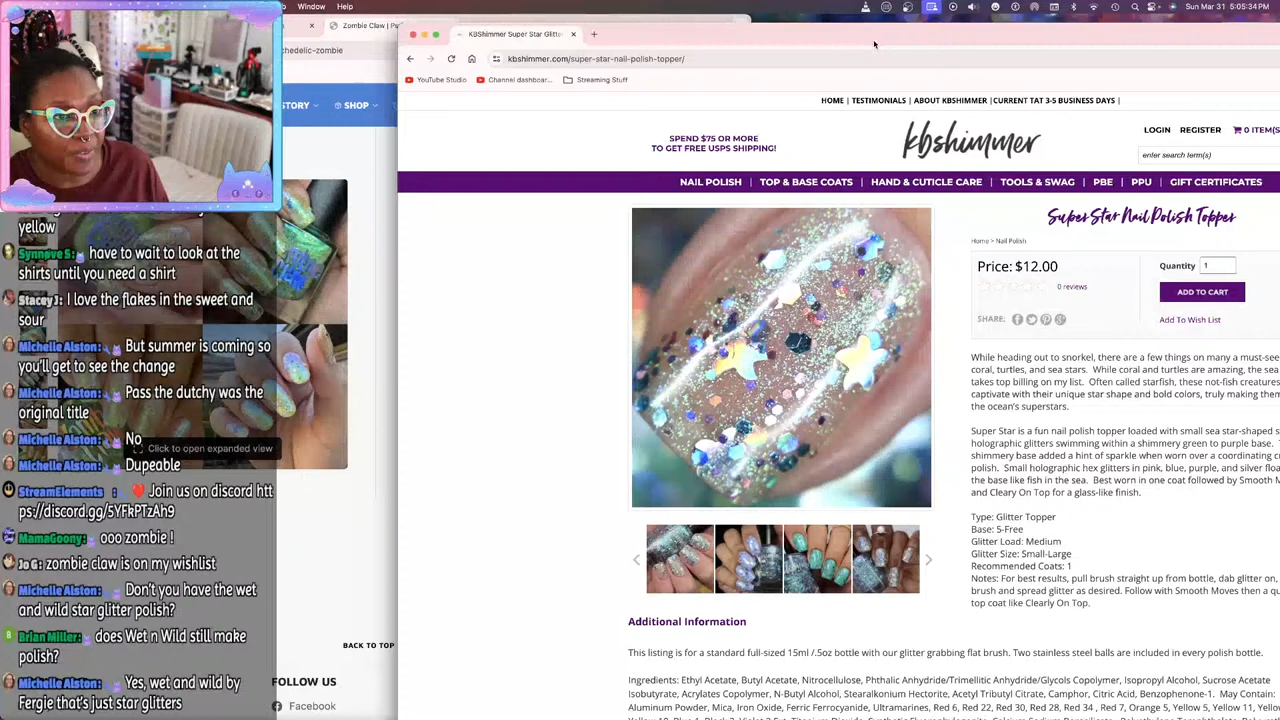 Window Help
Sun Mar 31 5:05:34 PM
Zombie Claw | P
KBShimmer Super Star Glitte
chedelic-zombie
kbshimmer.com/super-star-nail-polish-topper/
YouTube Studio
Channel dashboar...
Streaming Stuff
STORY
SHOP
HOME | TESTIMONIALS | ABOUT KBSHIMMER |CURRENT TAT 3-5 BUSINESS DAYS |
SPEND $75 OR MORE
TO GET FREE USPS SHIPPING!
kbshimmer
LOGIN REGISTER 0 ITEM(S
enter search term(s)
NAIL POLISH | TOP & BASE COATS | HAND & CUTICLE CARE | TOOLS & SWAG | PBE | PPU | GIFT CERTIFICATES
Super Star Nail Polish Topper
Home > Nail Polish
Price: $12.00
Quantity 1
0 reviews
ADD TO CART
SHARE:
Add To Wish List
While heading out to snorkel, there are a few things on many a must-see
coral, turtles, and sea stars. While coral and turtles are amazing, the sea
takes top billing on my list. Often called starfish, these not-fish creatures
captivate with their unique star shape and bold colors, truly making them
the ocean's superstars.
Super Star is a fun nail polish topper loaded with small sea star-shaped s
holographic glitters swimming within a shimmery green to purple base.
shimmery base added a hint of sparkle when worn over a coordinating c
polish. Small holographic hex glitters in pink, blue, purple, and silver floa
the base like fish in the sea. Best worn in one coat followed by Smooth M
and Clearly On Top for a glass-like finish.
Type: Glitter Topper
Base: 5-Free
Glitter Load: Medium
Glitter Size: Small-Large
Recommended Coats: 1
Notes: For best results, pull brush straight up from bottle, dab glitter on,
brush and spread glitter as desired. Follow with Smooth Moves then a qu
top coat like Clearly On Top.
Additional Information
This listing is for a standard full-sized 15ml /.5oz bottle with our glitter grabbing flat brush. Two stainless steel balls are included in every polish bottle.
Ingredients: Ethyl Acetate, Butyl Acetate, Nitrocellulose, Phthalic Anhydride/Trimellitic Anhydride/Glycols Copolymer, Isopropyl Alcohol, Sucrose Acetate
Isobutyrate, Acrylates Copolymer, N-Butyl Alcohol, Stearalkonium Hectorite, Acetyl Tributyl Citrate, Camphor, Citric Acid, Benzophenone-1. May Contain:
Aluminum Powder, Mica, Iron Oxide, Ferric Ferrocyanide, Ultramarines, Red 6, Red 22, Red 30, Red 28, Red 34 , Red 7, Orange 5, Yellow 5, Yellow 11, Yellow
yellow
Synnove S: have to wait to look at the
shirts until you need a shirt
Stacey J: I love the flakes in the sweet and
sour
Michelle Alston: But summer is coming so
you'll get to see the change
Michelle Alston: Pass the dutchy was the
original title
Michelle Alston: No
Click to open expanded view
Michelle Alston: Dupeable
StreamElements : Join us on discord htt
ps://discord.gg/5YFkPTzAh9
MamaGoony: ooo zombie !
Jo G: zombie claw is on my wishlist
Michelle Alston: Don't you have the wet
and wild star glitter polish?
Brian Miller: does Wet n Wild still make
polish?
Michelle Alston: Yes, wet and wild by
Fergie that's just star glitters
BACK TO TOP
FOLLOW US
Facebook